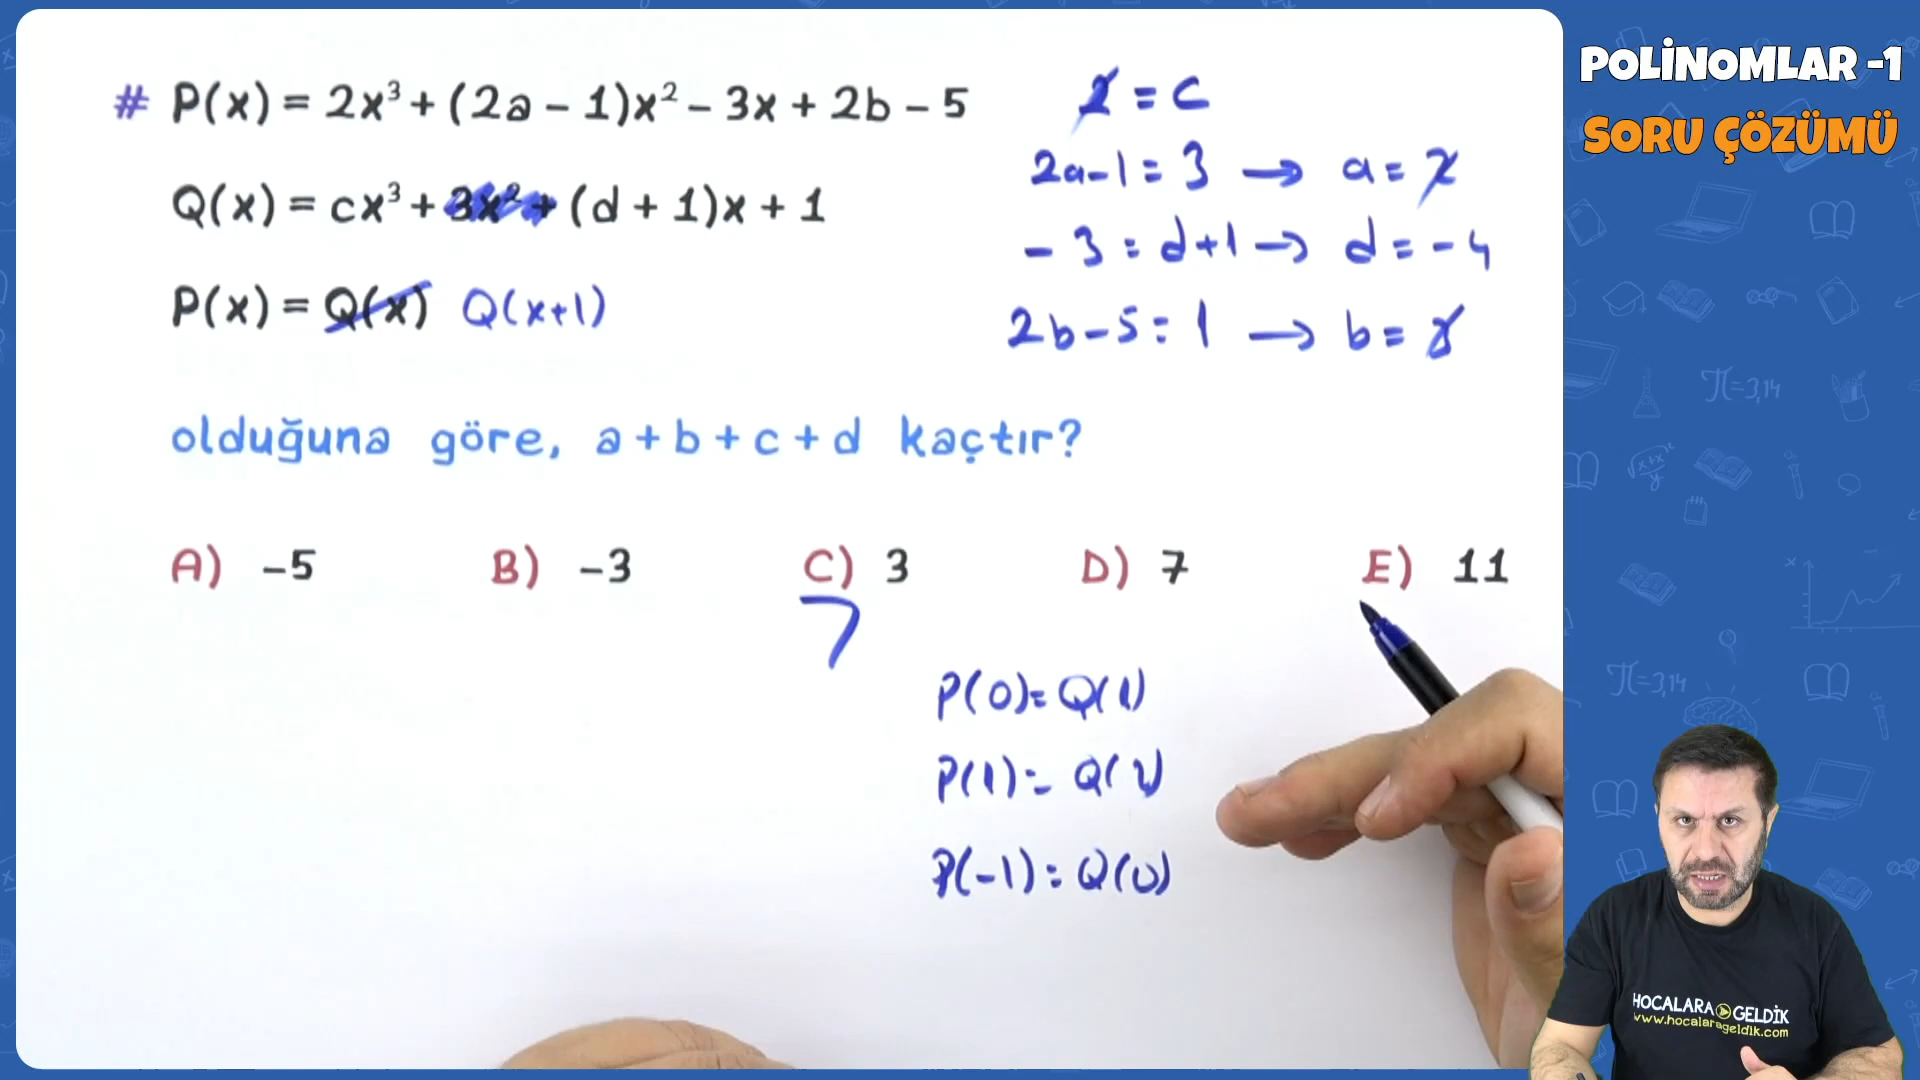 POLİNOMLAR -1
SORU ÇÖZÜMÜ
# P(x) = 2x³ + (2a - 1)x² - 3x + 2b - 5
Q(x) = cx³ + 3x² + (d + 1)x + 1
P(x) = Q(x) Q(x+1)
2 = c
2a-1 = 3 → a = 2
-3 = d+1 → d = -4
2b-5 = 1 → b = 3
olduğuna göre, a + b + c + d kaçtır?
A) -5 B) -3 C) 3 D) 7 E) 11
P(0) = Q(1)
P(1) = Q(2)
P(-1) = Q(0)
π=3,14
π=3,14
HOCALARA GELDİK
www.hocalarageldik.com